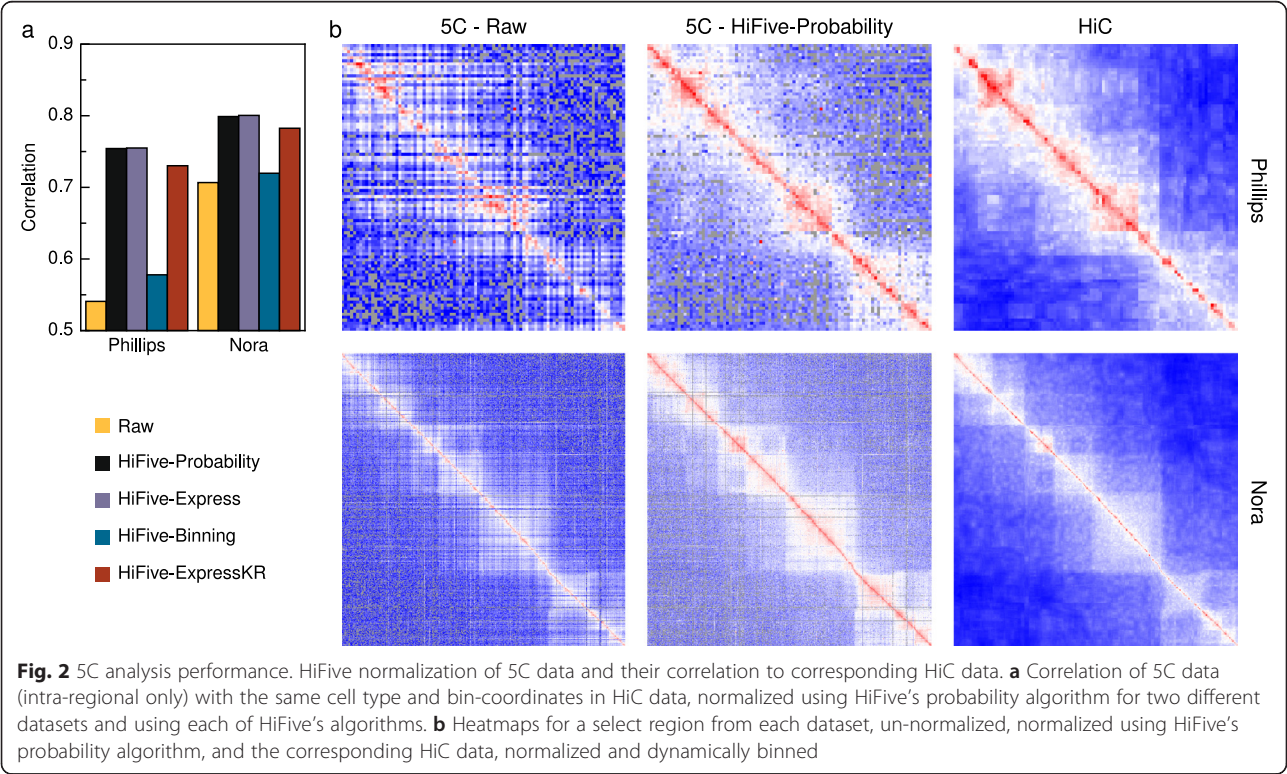 a
0.9
0.8
0.7
0.6
0.5
Correlation
Phillips
Nora
Raw
HiFive-Probability
HiFive-Express
HiFive-Binning
HiFive-ExpressKR
b
5C - Raw
5C - HiFive-Probability
HiC
Phillips
Nora
Fig. 2 5C analysis performance. HiFive normalization of 5C data and their correlation to corresponding HiC data. a Correlation of 5C data
(intra-regional only) with the same cell type and bin-coordinates in HiC data, normalized using HiFive's probability algorithm for two different
datasets and using each of HiFive's algorithms. b Heatmaps for a select region from each dataset, un-normalized, normalized using HiFive's
probability algorithm, and the corresponding HiC data, normalized and dynamically binned